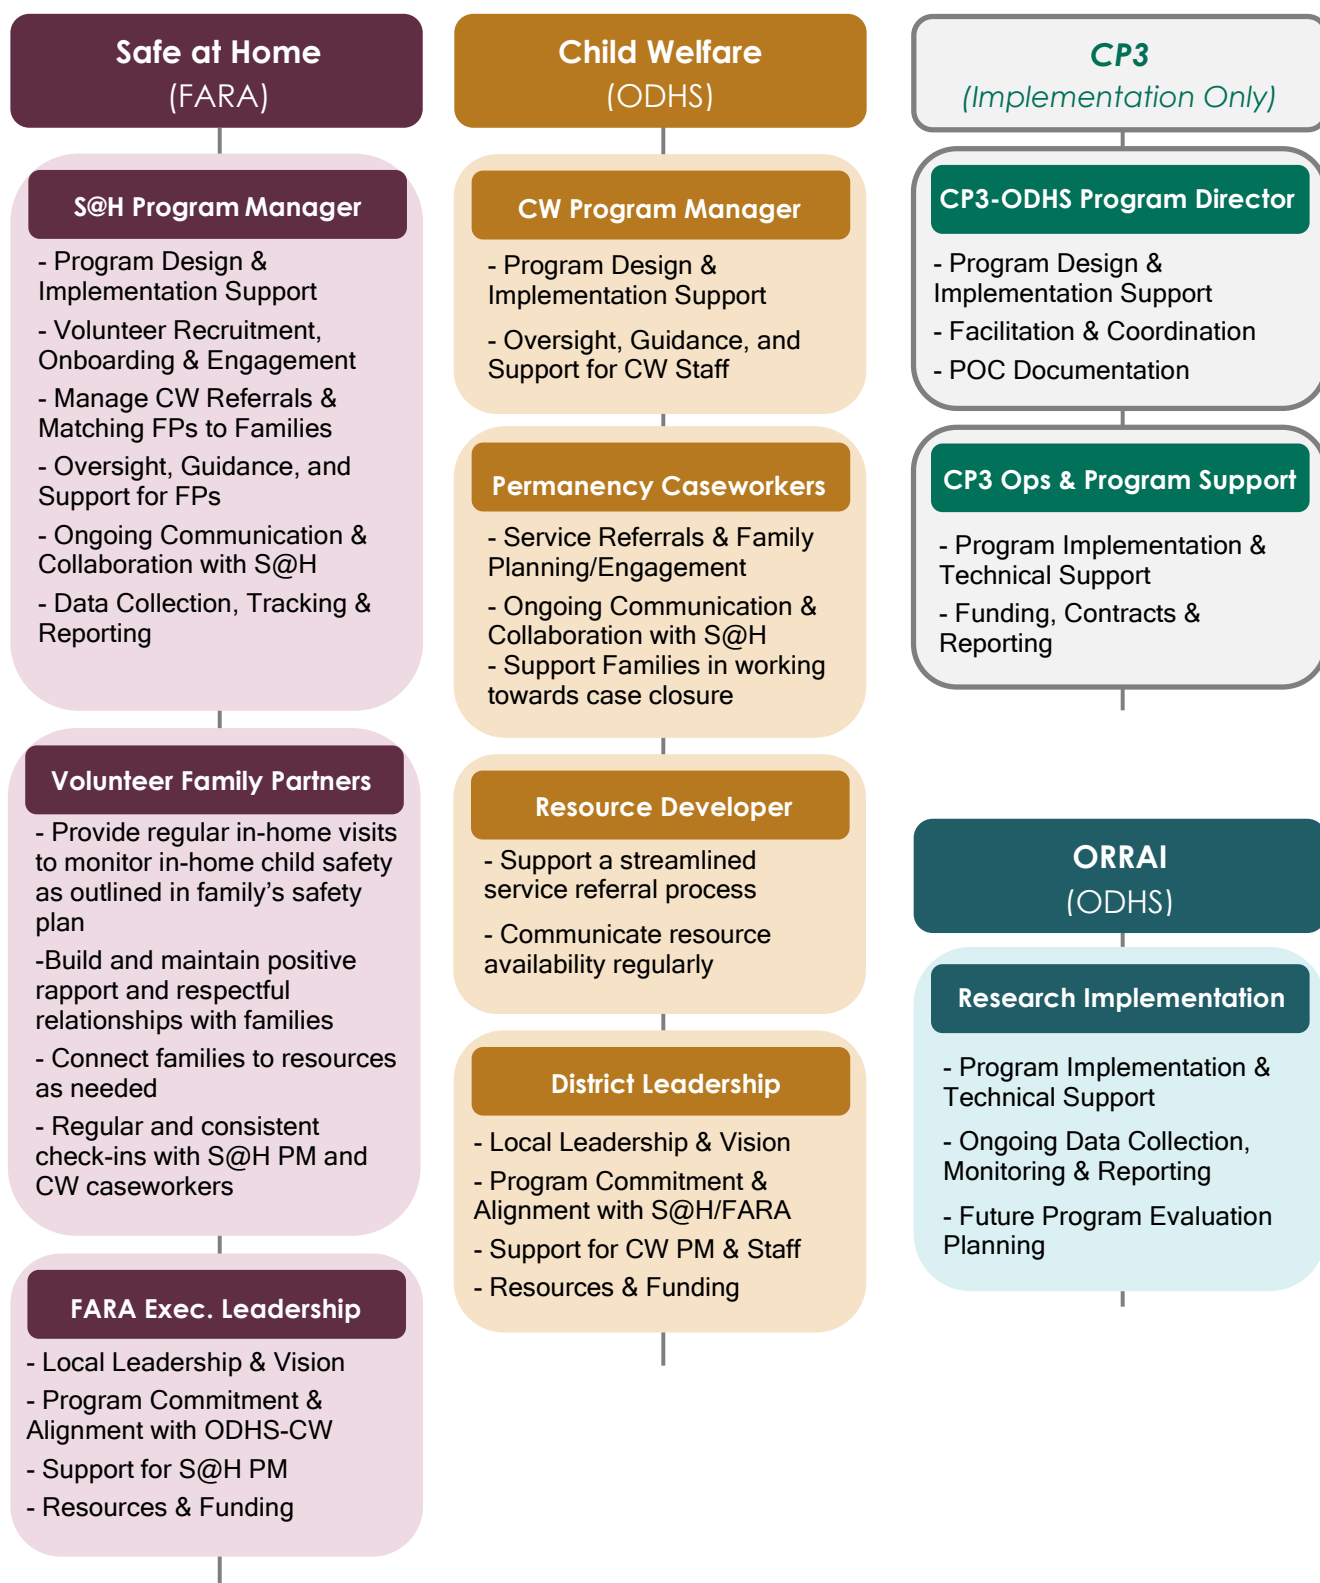 Safe at Home
(FARA)
S@H Program Manager
- Program Design &
Implementation Support
- Volunteer Recruitment,
Onboarding & Engagement
- Manage CW Referrals &
Matching FPs to Families
- Oversight, Guidance, and
Support for FPs
- Ongoing Communication &
Collaboration with S@H
- Data Collection, Tracking &
Reporting
Volunteer Family Partners
- Provide regular in-home visits
to monitor in-home child safety
as outlined in family’s safety
plan
-Build and maintain positive
rapport and respectful
relationships with families
- Connect families to resources
as needed
- Regular and consistent
check-ins with S@H PM and
CW caseworkers
FARA Exec. Leadership
- Local Leadership & Vision
- Program Commitment &
Alignment with ODHS-CW
- Support for S@H PM
- Resources & Funding
Child Welfare
(ODHS)
CW Program Manager
- Program Design &
Implementation Support
- Oversight, Guidance, and
Support for CW Staff
Permanency Caseworkers
- Service Referrals & Family
Planning/Engagement
- Ongoing Communication &
Collaboration with S@H
- Support Families in working
towards case closure
Resource Developer
- Support a streamlined
service referral process
- Communicate resource
availability regularly
District Leadership
- Local Leadership & Vision
- Program Commitment &
Alignment with S@H/FARA
- Support for CW PM & Staff
- Resources & Funding
CP3
(Implementation Only)
CP3-ODHS Program Director
- Program Design &
Implementation Support
- Facilitation & Coordination
- POC Documentation
CP3 Ops & Program Support
- Program Implementation &
Technical Support
- Funding, Contracts &
Reporting
ORRAI
(ODHS)
Research Implementation
- Program Implementation &
Technical Support
- Ongoing Data Collection,
Monitoring & Reporting
- Future Program Evaluation
Planning